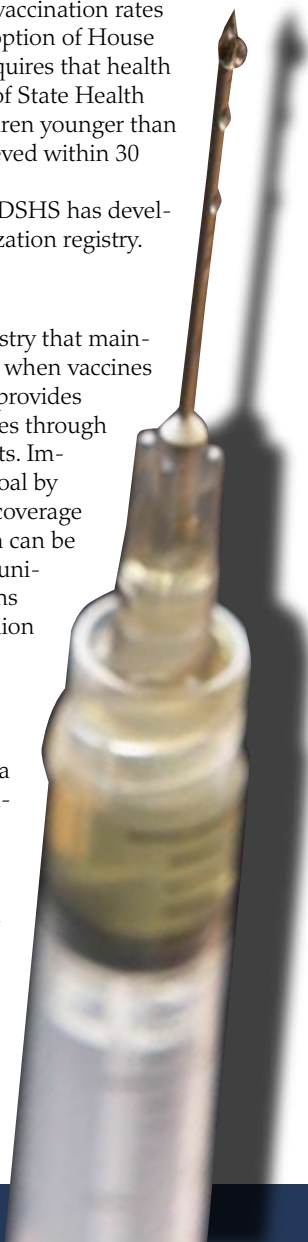 vaccination rates
ption of House
quires that health
of State Health
ren younger than
eved within 30
DSHS has devel-
zation registry.
stry that main-
when vaccines
provides
es through
ts. Im-
oal by
coverage
can be
uni-
ns
ion
a
-